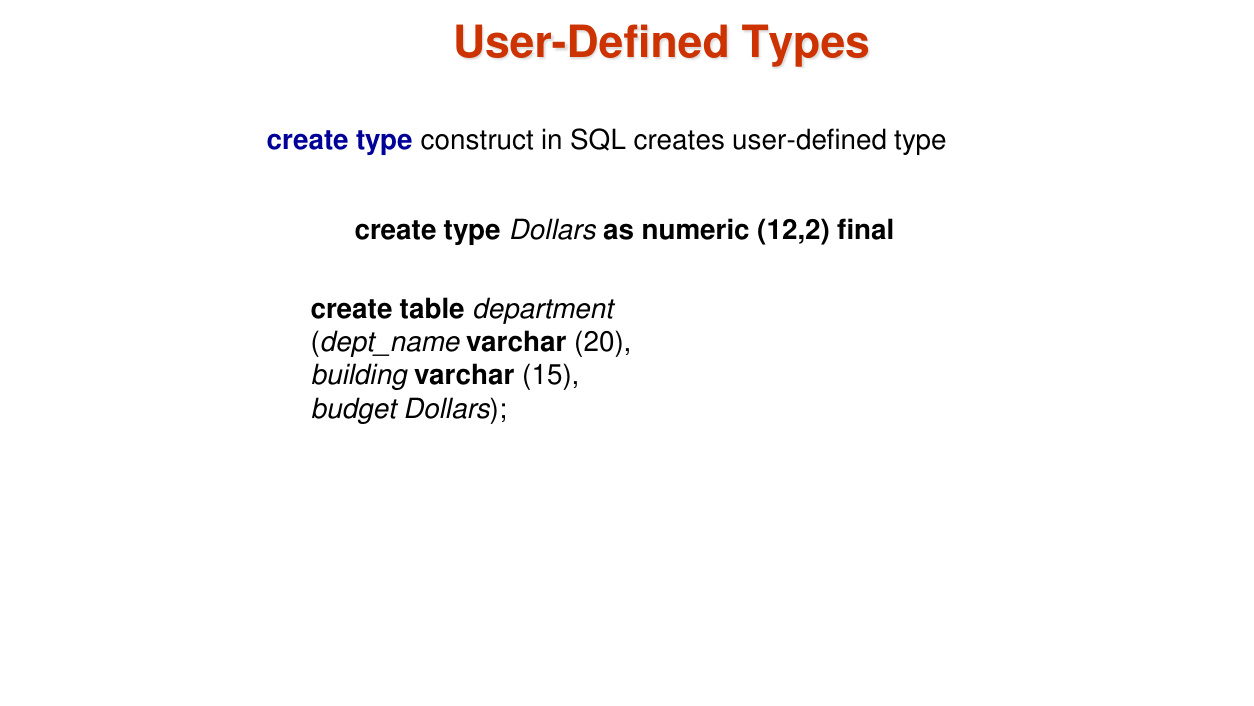 User-Defined Types
create type construct in SQL creates user-defined type
create type Dollars as numeric (12,2) final
create table department
(dept_name varchar (20),
building varchar (15),
budget Dollars);